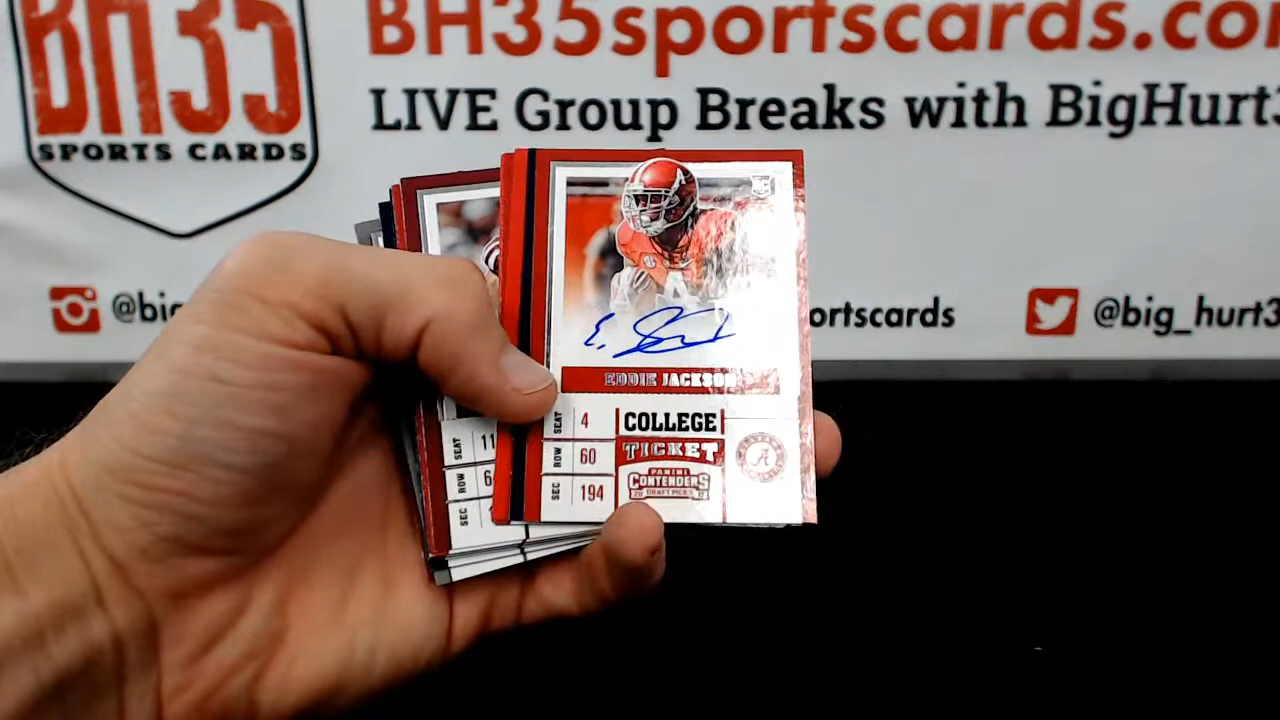 BH35
SPORTS CARDS
BH35sportscards.co
LIVE Group Breaks with BigHurt3
@big
ortscards
@big_hurt3
EDDIE JACKSON
SEAT 4
ROW 60
SEC 194
COLLEGE
TICKET
PANINI
CONTENDERS
DRAFT PICKS
A
SEAT 11
ROW 6
SEC